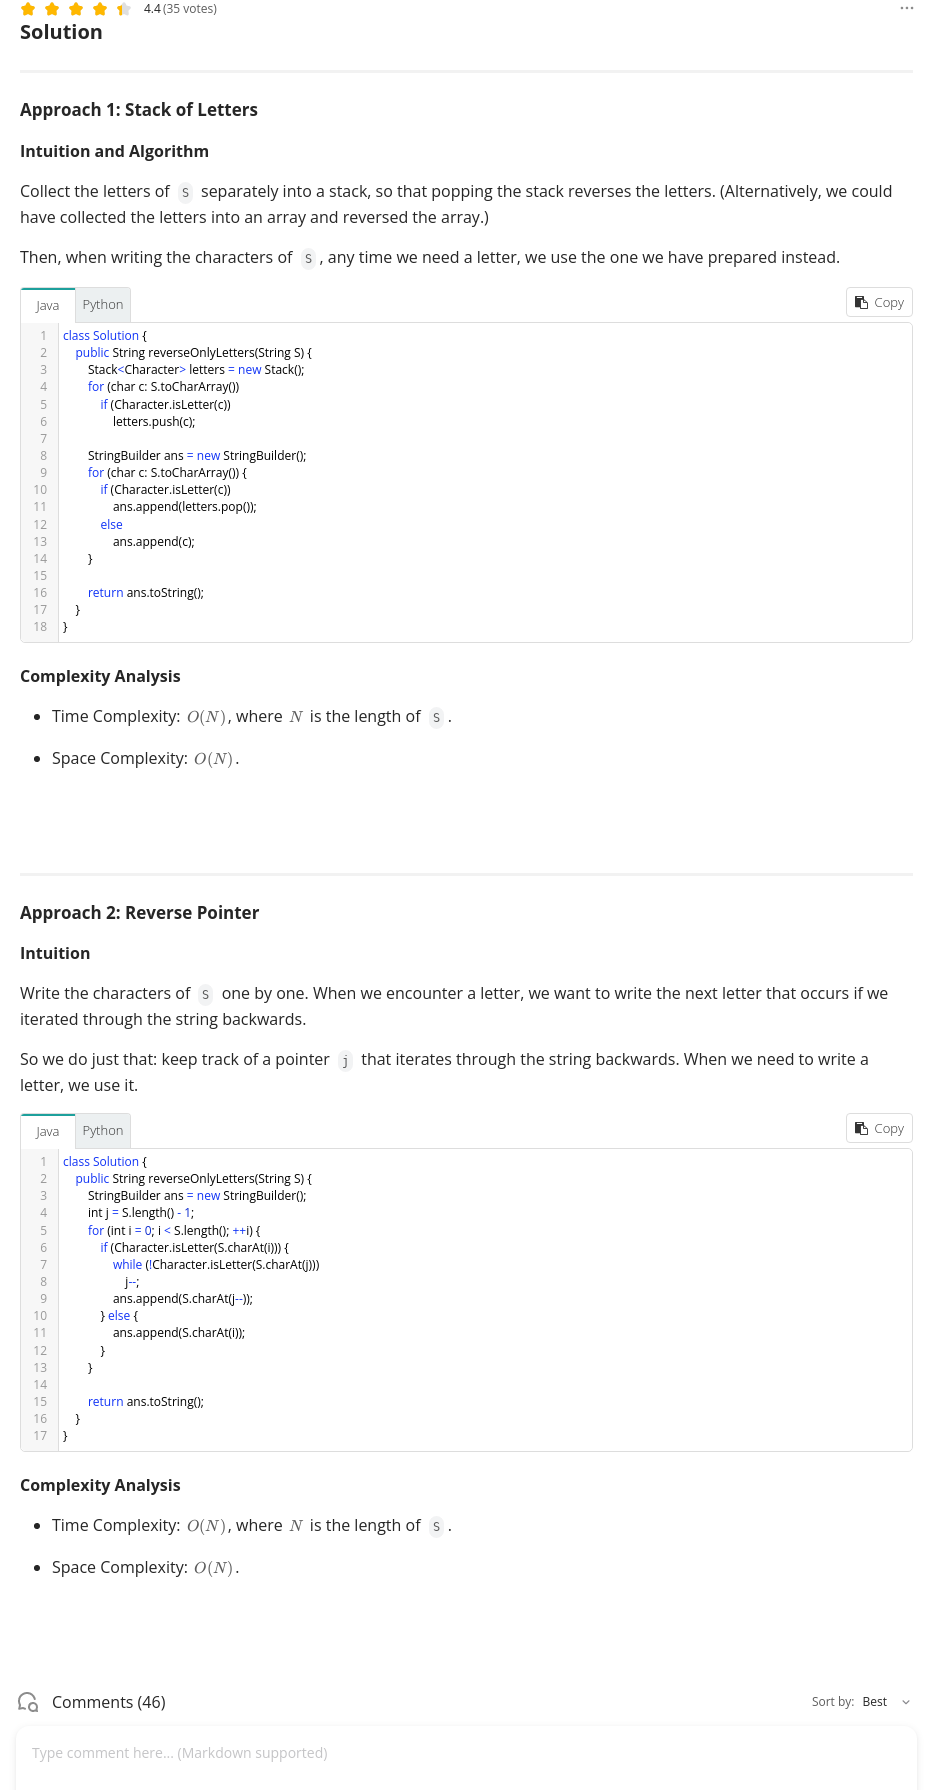 4.4 (35 votes)
Solution
Approach 1: Stack of Letters
Intuition and Algorithm
Collect the letters of S separately into a stack, so that popping the stack reverses the letters. (Alternatively, we could
have collected the letters into an array and reversed the array.)
Then, when writing the characters of S , any time we need a letter, we use the one we have prepared instead.
Java Python Copy
1 class Solution {
2 public String reverseOnlyLetters(String S) {
3 Stack<Character> letters = new Stack();
4 for (char c: S.toCharArray())
5 if (Character.isLetter(c))
6 letters.push(c);
7
8 StringBuilder ans = new StringBuilder();
9 for (char c: S.toCharArray()) {
10 if (Character.isLetter(c))
11 ans.append(letters.pop());
12 else
13 ans.append(c);
14 }
15
16 return ans.toString();
17 }
18 }
Complexity Analysis
• Time Complexity: O(N), where N is the length of S .
• Space Complexity: O(N).
Approach 2: Reverse Pointer
Intuition
Write the characters of S one by one. When we encounter a letter, we want to write the next letter that occurs if we
iterated through the string backwards.
So we do just that: keep track of a pointer j that iterates through the string backwards. When we need to write a
letter, we use it.
Java Python Copy
1 class Solution {
2 public String reverseOnlyLetters(String S) {
3 StringBuilder ans = new StringBuilder();
4 int j = S.length() - 1;
5 for (int i = 0; i < S.length(); ++i) {
6 if (Character.isLetter(S.charAt(i))) {
7 while (!Character.isLetter(S.charAt(j)))
8 j--;
9 ans.append(S.charAt(j--));
10 } else {
11 ans.append(S.charAt(i));
12 }
13 }
14
15 return ans.toString();
16 }
17 }
Complexity Analysis
• Time Complexity: O(N), where N is the length of S .
• Space Complexity: O(N).
Comments (46) Sort by: Best
Type comment here... (Markdown supported)